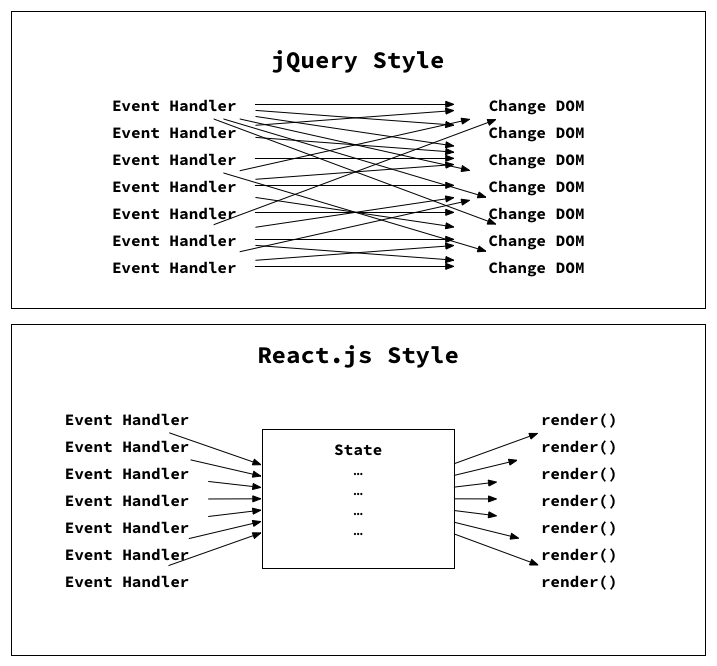 jQuery Style
Event Handler Change DOM
Event Handler Change DOM
Event Handler Change DOM
Event Handler Change DOM
Event Handler Change DOM
Event Handler Change DOM
Event Handler Change DOM
React.js Style
Event Handler render()
Event Handler State render()
Event Handler … render()
Event Handler … render()
Event Handler … render()
Event Handler … render()
Event Handler render()